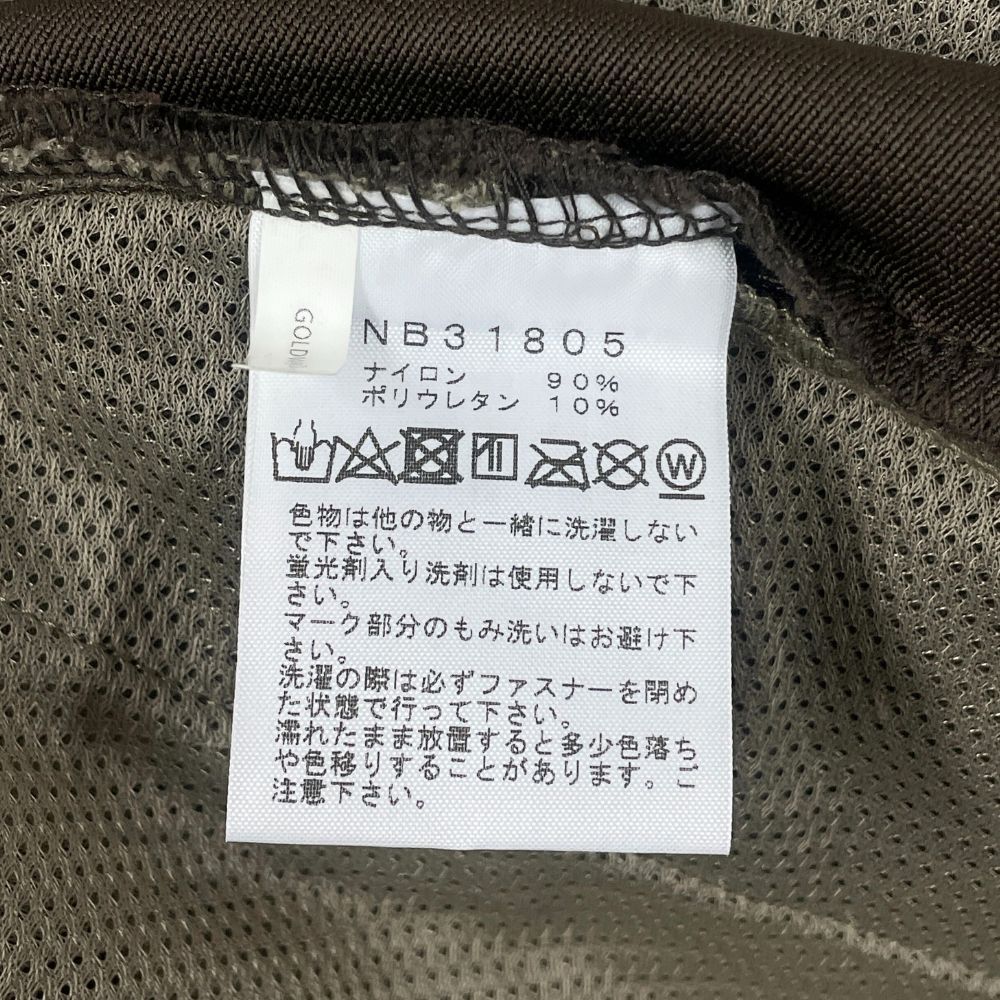 GOLDW
NB31805
ナイロン 90%
ポリウレタン 10%
W
色物は他の物と一緒に洗濯しない
で下さい。
蛍光剤入り洗剤は使用しないで下
さい。
マーク部分のもみ洗いはお避け下
さい。
洗濯の際は必ずファスナーを閉め
た状態で行って下さい。
濡れたまま放置すると多少色落ち
や色移りすることがあります。ご
注意下さい。